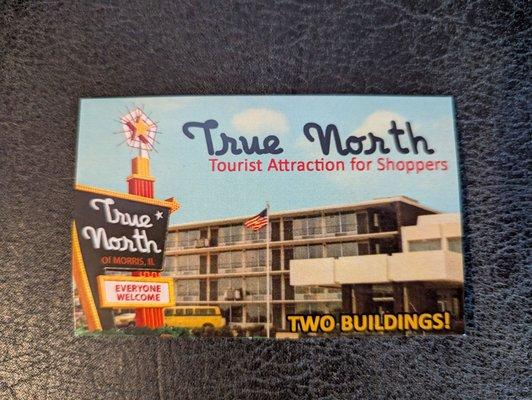 True North
Tourist Attraction for Shoppers
True
North
Of MORRIS, IL
EVERYONE
WELCOME
TWO BUILDINGS!